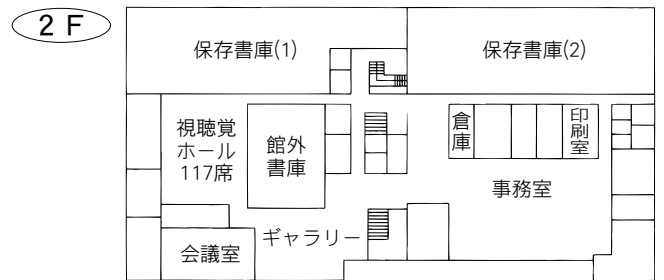 2F
保存書庫(1)
保存書庫(2)
視聴覚
ホール
117席
館外
書庫
倉庫
印刷室
事務室
ギャラリー
会議室